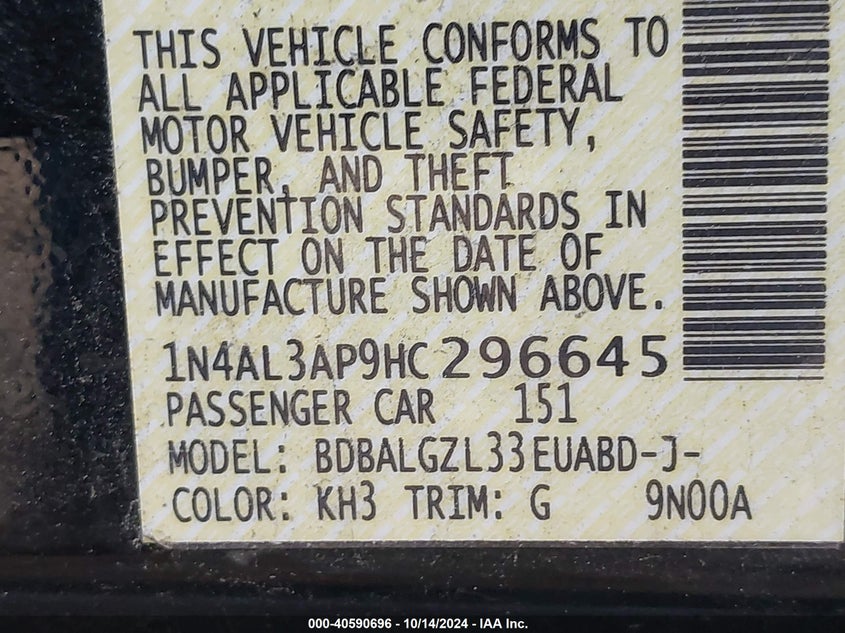 THIS VEHICLE CONFORMS TO
ALL APPLICABLE FEDERAL
MOTOR VEHICLE SAFETY,
BUMPER, AND THEFT
PREVENTION STANDARDS IN
EFFECT ON THE DATE OF
MANUFACTURE SHOWN ABOVE.
1N4AL3AP9HC296645
PASSENGER CAR 151
MODEL: BDBALGZL33EUABD-J-
COLOR: KH3 TRIM: G 9N00A
000-40590696 - 10/14/2024 - IAA Inc.